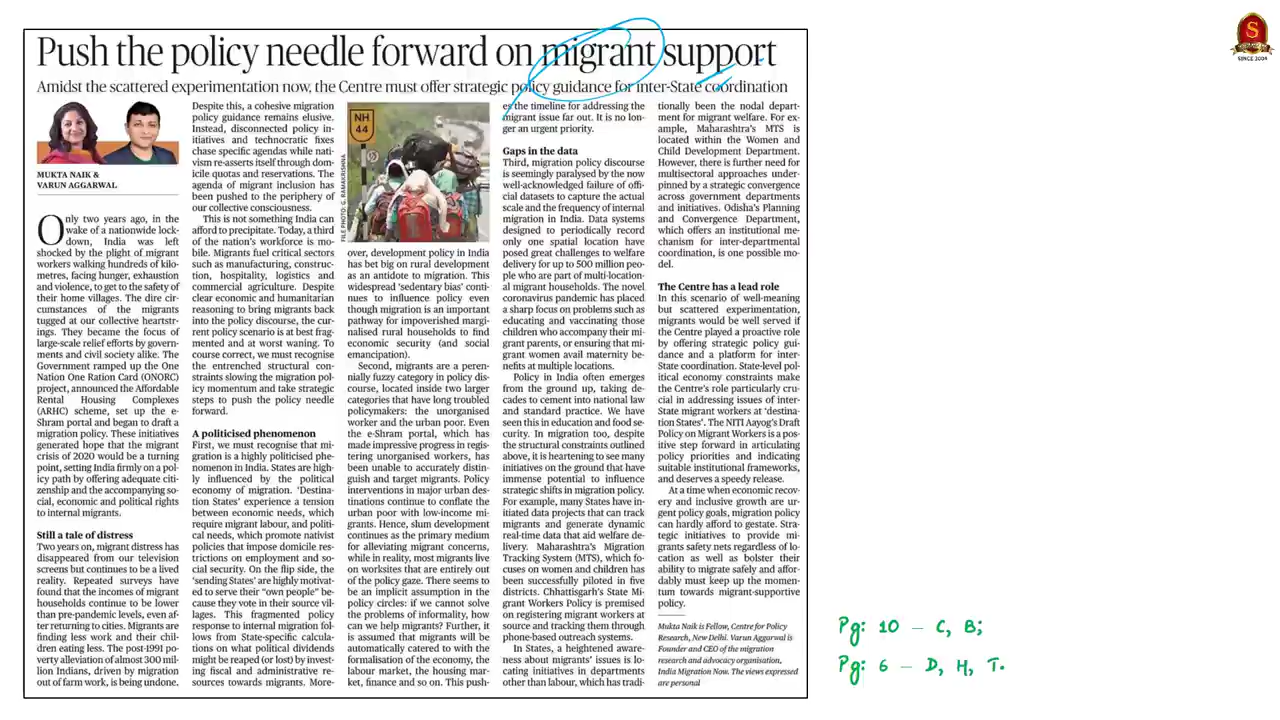 Push the policy needle forward on migrant support
Amidst the scattered experimentation now, the Centre must offer strategic policy guidance for inter-State coordination
MUKTA NAIK &
VARUN AGGARWAL
Only two years ago, in the
wake of a nationwide lock-
down, India was left
shocked by the plight of migrant
workers walking hundreds of kilo-
metres, facing hunger, exhaustion
and violence, to get to the safety of
their home villages. The dire cir-
cumstances of the migrants
tugged at our collective heartstr-
ings. They became the focus of
large-scale relief efforts by govern-
ments and civil society alike. The
Government ramped up the One
Nation One Ration Card (ONORC)
project, announced the Affordable
Rental Housing Complexes
(ARHC) scheme, set up the e-
Shram portal and began to draft a
migration policy. These initiatives
generated hope that the migrant
crisis of 2020 would be a turning
point, setting India firmly on a pol-
icy path by offering adequate citi-
zenship and the accompanying so-
cial, economic and political rights
to internal migrants.
Still a tale of distress
Two years on, migrant distress has
disappeared from our television
screens but continues to be a lived
reality. Repeated surveys have
found that the incomes of migrant
households continue to be lower
than pre-pandemic levels, even af-
ter returning to cities. Migrants are
finding less work and their chil-
dren eating less. The post-1991 po-
verty alleviation of almost 300 mil-
lion Indians, driven by migration
out of farm work, is being undone.
Despite this, a cohesive migration
policy guidance remains elusive.
Instead, disconnected policy in-
itiatives and technocratic fixes
chase specific agendas while nati-
vism re-asserts itself through dom-
icile quotas and reservations. The
agenda of migrant inclusion has
been pushed to the periphery of
our collective consciousness.
This is not something India can
afford to precipitate. Today, a third
of the nation's workforce is mo-
bile. Migrants fuel critical sectors
such as manufacturing, construc-
tion, hospitality, logistics and
commercial agriculture. Despite
clear economic and humanitarian
reasoning to bring migrants back
into the policy discourse, the cur-
rent policy scenario is at best frag-
mented and at worst waning. To
course correct, we must recognise
the entrenched structural con-
straints slowing the migration pol-
icy momentum and take strategic
steps to push the policy needle
forward.
A politicised phenomenon
First, we must recognise that mi-
gration is a highly politicised phe-
nomenon in India. States are high-
ly influenced by the political
economy of migration. 'Destina-
tion States' experience a tension
between economic needs, which
require migrant labour, and politi-
cal needs, which promote nativist
policies that impose domicile res-
trictions on employment and so-
cial security. On the flip side, the
'sending States' are highly motivat-
ed to serve their "own people" be-
cause they vote in their source vil-
lages. This fragmented policy
response to internal migration fol-
lows from State-specific calcula-
tions on what political dividends
might be reaped (or lost) by invest-
ing fiscal and administrative re-
sources towards migrants. More-
NH
44
FILE PHOTO: G. RAMAKRISHNA
over, development policy in India
has bet big on rural development
as an antidote to migration. This
widespread 'sedentary bias' conti-
nues to influence policy even
though migration is an important
pathway for impoverished margi-
nalised rural households to find
economic security (and social
emancipation).
Second, migrants are a peren-
nially fuzzy category in policy dis-
course, located inside two larger
categories that have long troubled
policymakers: the unorganised
worker and the urban poor. Even
the e-Shram portal, which has
made impressive progress in regis-
tering unorganised workers, has
been unable to accurately distin-
guish and target migrants. Policy
interventions in major urban des-
tinations continue to conflate the
urban poor with low-income mi-
grants. Hence, slum development
continues as the primary medium
for alleviating migrant concerns,
while in reality, most migrants live
on worksites that are entirely out
of the policy gaze. There seems to
be an implicit assumption in the
policy circles: if we cannot solve
the problems of informality, how
can we help migrants? Further, it
is assumed that migrants will be
automatically catered to with the
formalisation of the economy, the
labour market, the housing mar-
ket, finance and so on. This push-
es the timeline for addressing the
migrant issue far out. It is no lon-
ger an urgent priority.
Gaps in the data
Third, migration policy discourse
is seemingly paralysed by the now
well-acknowledged failure of offi-
cial datasets to capture the actual
scale and the frequency of internal
migration in India. Data systems
designed to periodically record
only one spatial location have
posed great challenges to welfare
delivery for up to 500 million peo-
ple who are part of multi-location-
al migrant households. The novel
coronavirus pandemic has placed
a sharp focus on problems such as
educating and vaccinating those
children who accompany their mi-
grant parents, or ensuring that mi-
grant women avail maternity be-
nefits at multiple locations.
Policy in India often emerges
from the ground up, taking de-
cades to cement into national law
and standard practice. We have
seen this in education and food se-
curity. In migration too, despite
the structural constraints outlined
above, it is heartening to see many
initiatives on the ground that have
immense potential to influence
strategic shifts in migration policy.
For example, many States have in-
itiated data projects that can track
migrants and generate dynamic
real-time data that aid welfare de-
livery. Maharashtra's Migration
Tracking System (MTS), which fo-
cuses on women and children has
been successfully piloted in five
districts. Chhattisgarh's State Mi-
grant Workers Policy is premised
on registering migrant workers at
source and tracking them through
phone-based outreach systems.
In States, a heightened aware-
ness about migrants' issues is lo-
cating initiatives in departments
other than labour, which has tradi-
tionally been the nodal depart-
ment for migrant welfare. For ex-
ample, Maharashtra's MTS is
located within the Women and
Child Development Department.
However, there is further need for
multisectoral approaches under-
pinned by a strategic convergence
across government departments
and initiatives. Odisha's Planning
and Convergence Department,
which offers an institutional me-
chanism for inter-departmental
coordination, is one possible mo-
del.
The Centre has a lead role
In this scenario of well-meaning
but scattered experimentation,
migrants would be well served if
the Centre played a proactive role
by offering strategic policy gui-
dance and a platform for inter-
State coordination. State-level pol-
itical economy constraints make
the Centre's role particularly cru-
cial in addressing issues of inter-
State migrant workers at 'destina-
tion States'. The NITI Aayog's Draft
Policy on Migrant Workers is a pos-
itive step forward in articulating
policy priorities and indicating
suitable institutional frameworks,
and deserves a speedy release.
At a time when economic recov-
ery and inclusive growth are ur-
gent policy goals, migration policy
can hardly afford to gestate. Stra-
tegic initiatives to provide mi-
grants safety nets regardless of lo-
cation as well as bolster their
ability to migrate safely and affor-
dably must keep up the momen-
tum towards migrant-supportive
policy.
Mukta Naik is Fellow, Centre for Policy
Research, New Delhi. Varun Aggarwal is
Founder and CEO of the migration
research and advocacy organisation,
India Migration Now. The views expressed
are personal
S
SINCE 2004
Pg: 10 – C, B;
Pg: 6 – D, H, T.